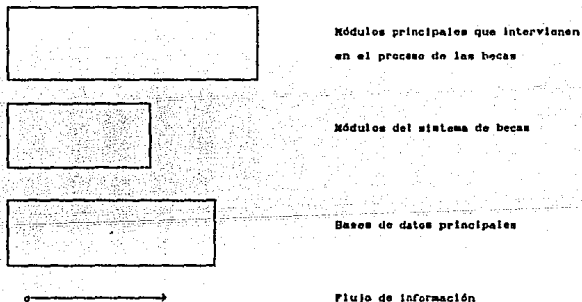 Módulos principales que intervienen
en el proceso de las becas
Módulos del sistema de becas
Bases de datos principales
Flujo de información